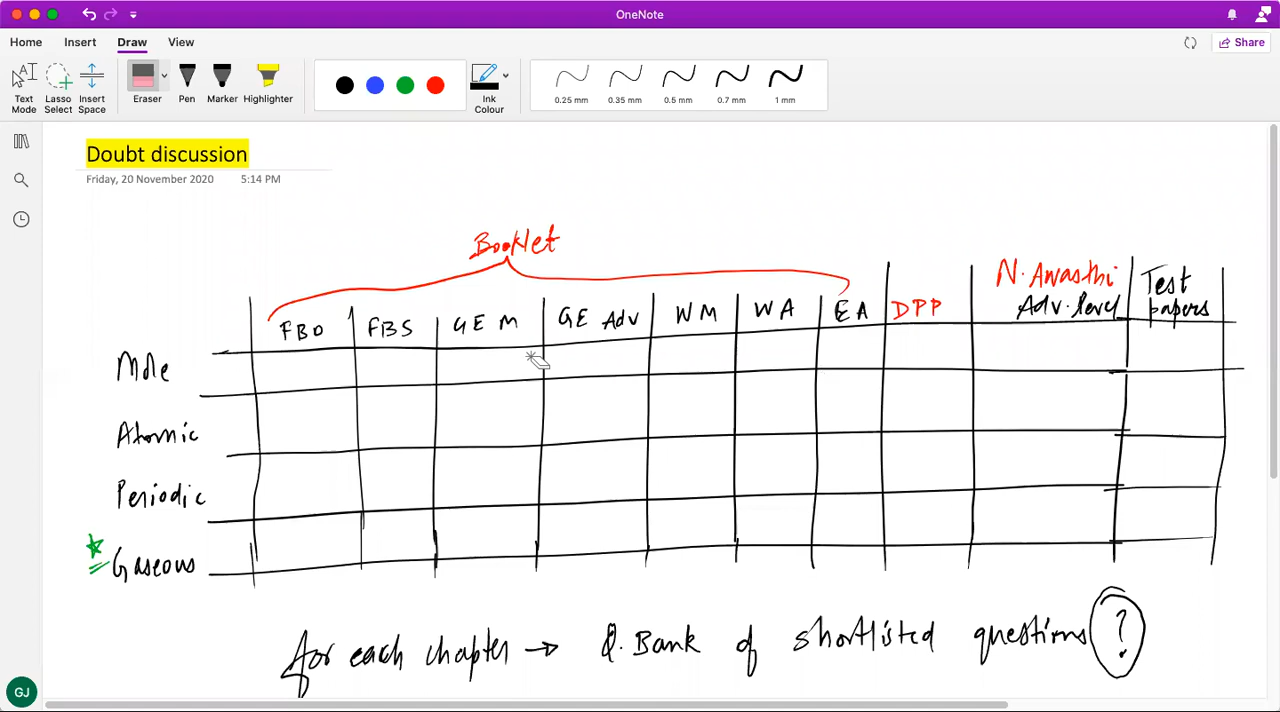 OneNote
Home Insert Draw View
Share
Text Mode
Lasso Select
Insert Space
Eraser
Pen
Marker
Highlighter
Ink Colour
0.25 mm
0.35 mm
0.5 mm
0.7 mm
1 mm
Doubt discussion
Friday, 20 November 2020 5:14 PM
Booklet
FBD FBS GE M GE Adv WM WA EA DPP N. Awasthi Adv. level Test papers
Mole
Atomic
Periodic
Gaseous
for each chapter → Q. Bank of shortlisted questions ?
GJ